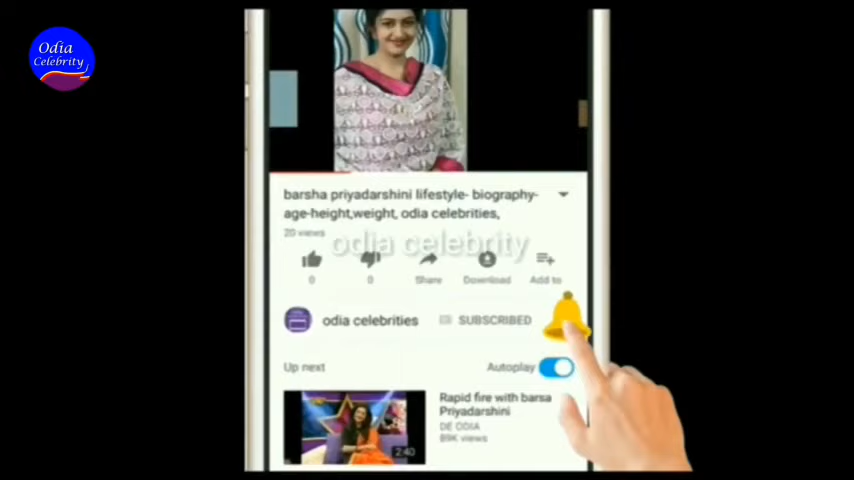 Odia
Celebrity
barsha priyadarshini lifestyle- biography-
age-height,weight, odia celebrities,
20 views
odia celebrity
0
0
Share
Download
Add to
odia celebrities
SUBSCRIBED
Up next
Autoplay
Rapid fire with barsa
Priyadarshini
DE ODIA
89K views
2:40